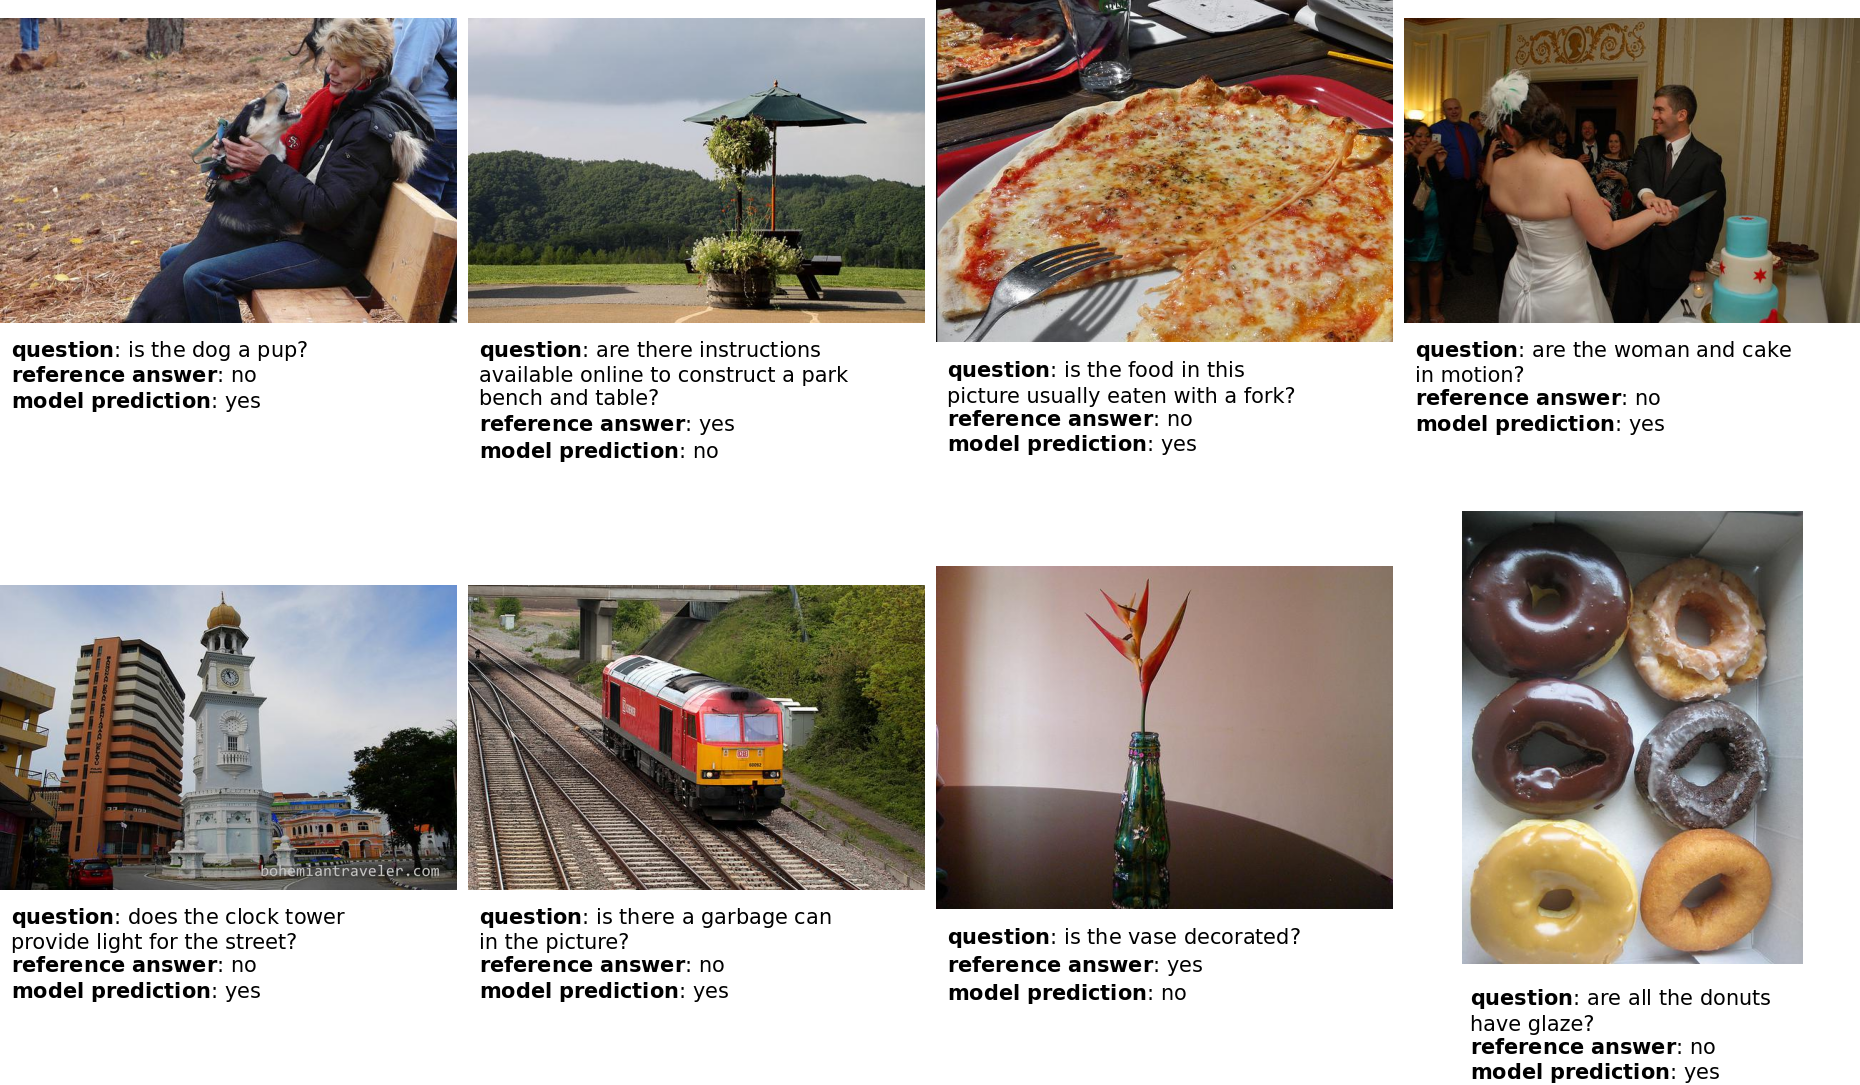 question: is the dog a pup?
reference answer: no
model prediction: yes
question: are there instructions
available online to construct a park
bench and table?
reference answer: yes
model prediction: no
question: is the food in this
picture usually eaten with a fork?
reference answer: no
model prediction: yes
question: are the woman and cake
in motion?
reference answer: no
model prediction: yes
bohemiantraveler.com
question: does the clock tower
provide light for the street?
reference answer: no
model prediction: yes
DB
question: is there a garbage can
in the picture?
reference answer: no
model prediction: yes
question: is the vase decorated?
reference answer: yes
model prediction: no
question: are all the donuts
have glaze?
reference answer: no
model prediction: yes